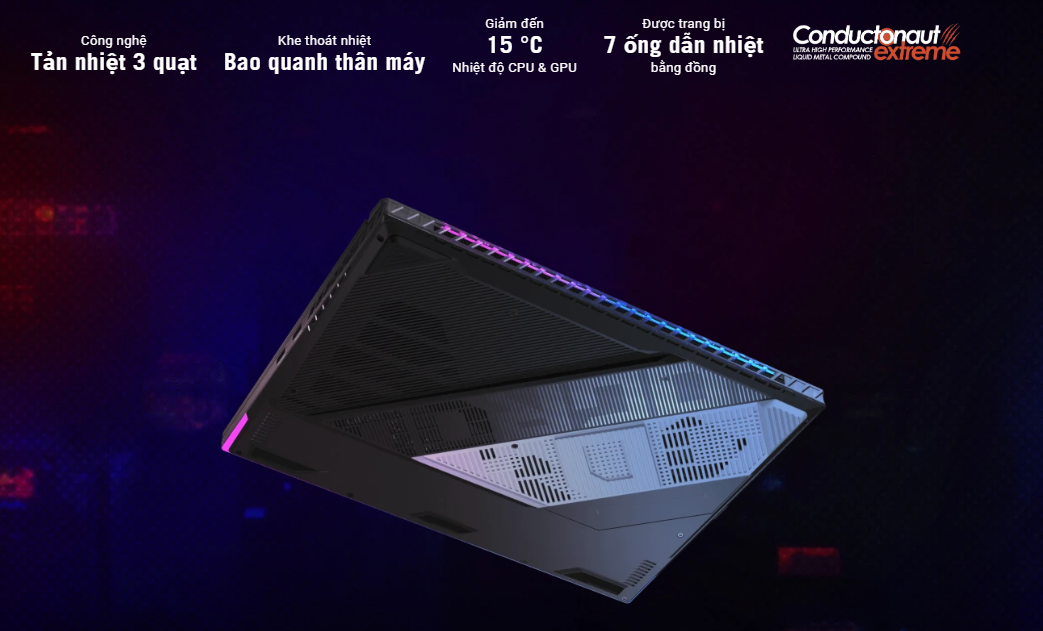 Công nghệ
Tản nhiệt 3 quạt
Khe thoát nhiệt
Bao quanh thân máy
Giảm đến
15 °C
Nhiệt độ CPU & GPU
Được trang bị
7 ống dẫn nhiệt
bằng đồng
Conductonaut
ULTRA HIGH PERFORMANCE
LIQUID METAL COMPOUND
extreme